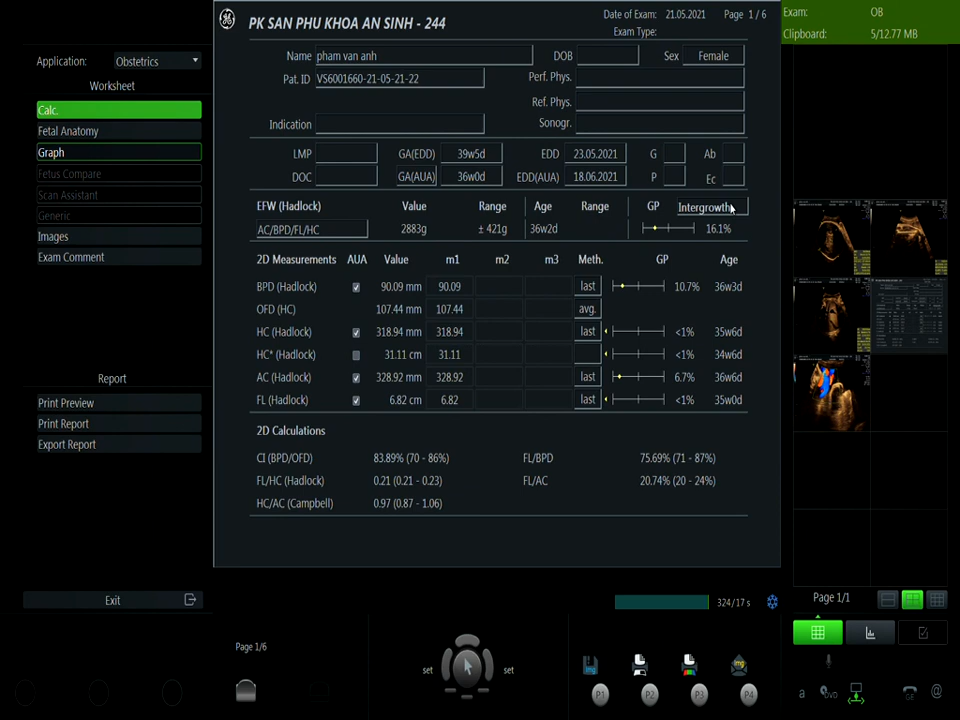 PK SAN PHU KHOA AN SINH - 244
Date of Exam: 21.05.2021 Page 1 / 6
Exam Type:
Exam: OB
Clipboard: 5/12.77 MB
Application: Obstetrics
Worksheet
Calc.
Fetal Anatomy
Graph
Fetus Compare
Scan Assistant
Generic
Images
Exam Comment
Report
Print Preview
Print Report
Export Report
Exit
Name pham van anh DOB Sex Female
Pat. ID VS6001660-21-05-21-22 Perf. Phys.
Ref. Phys.
Indication Sonogr.
LMP GA(EDD) 39w5d EDD 23.05.2021 G Ab
DOC GA(AUA) 36w0d EDD(AUA) 18.06.2021 P Ec
EFW (Hadlock) Value Range Age Range GP Intergrowth
AC/BPD/FL/HC 2883g ± 421g 36w2d 16.1%
2D Measurements AUA Value m1 m2 m3 Meth. GP Age
BPD (Hadlock) 90.09 mm 90.09 last 10.7% 36w3d
OFD (HC) 107.44 mm 107.44 avg.
HC (Hadlock) 318.94 mm 318.94 last <1% 35w6d
HC* (Hadlock) 31.11 cm 31.11 <1% 34w6d
AC (Hadlock) 328.92 mm 328.92 last 6.7% 36w6d
FL (Hadlock) 6.82 cm 6.82 last <1% 35w0d
2D Calculations
CI (BPD/OFD) 83.89% (70 - 86%) FL/BPD 75.69% (71 - 87%)
FL/HC (Hadlock) 0.21 (0.21 - 0.23) FL/AC 20.74% (20 - 24%)
HC/AC (Campbell) 0.97 (0.87 - 1.06)
324/17 s
Page 1/1
Page 1/6
set set
P1 P2 P3 P4
Img
a DVD @